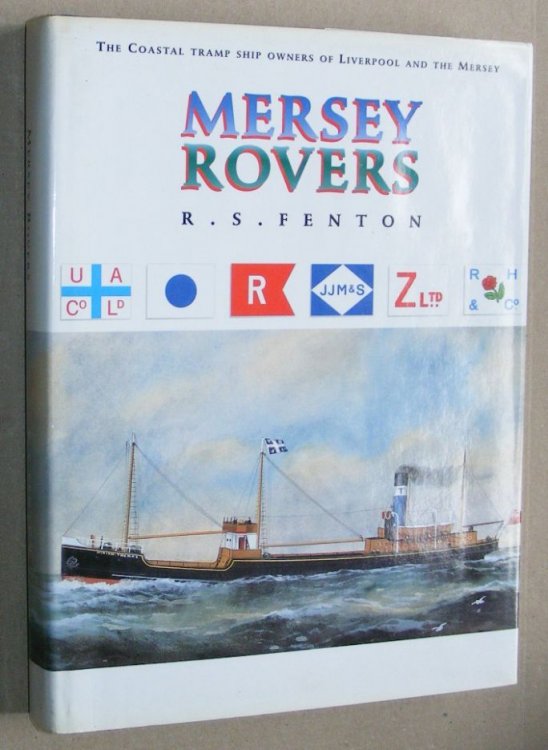 THE COASTAL TRAMP SHIP OWNERS OF LIVERPOOL AND THE MERSEY
MERSEY
ROVERS
R. S. FENTON
U A
Co LD
R
JJM&S
Z LTD
R H
& Co